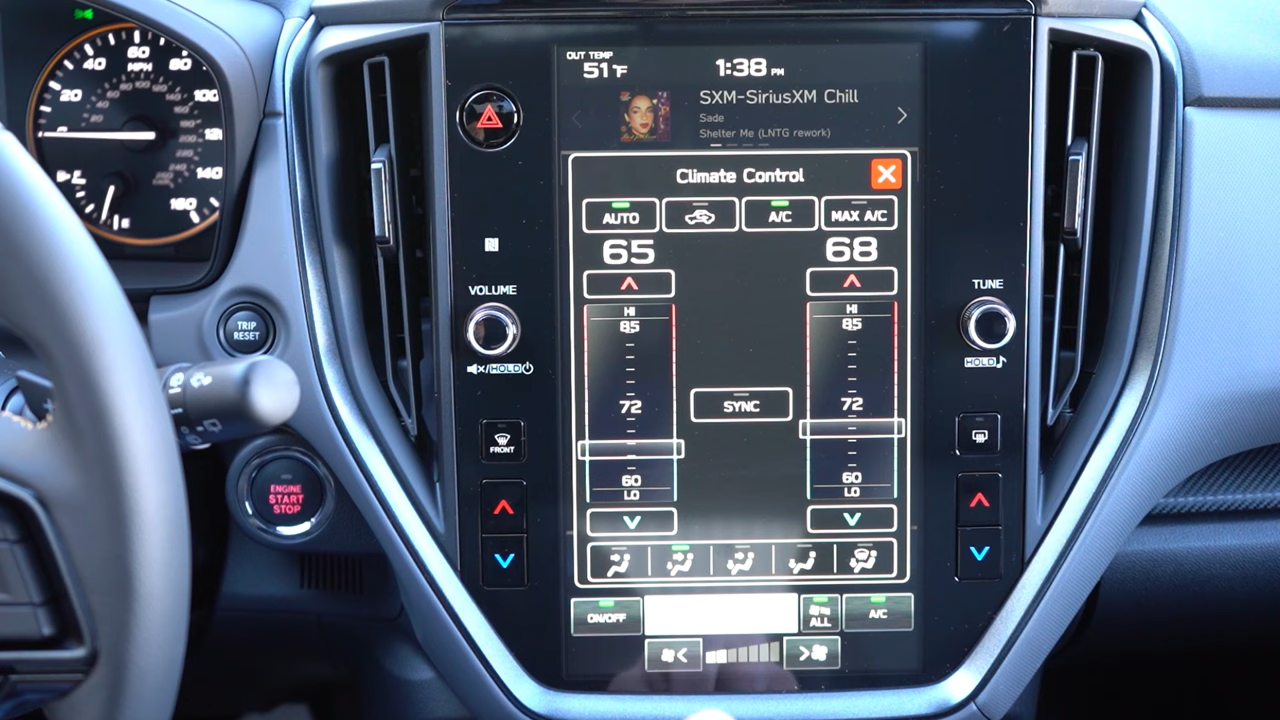 OUT TEMP
51°F
1:38 PM
SXM-SiriusXM Chill
Sade
Shelter Me (LNTG rework)
Climate Control
AUTO
A/C
MAX A/C
65
68
HI
85
72
60
LO
HI
85
72
60
LO
SYNC
ON/OFF
ALL
A/C
VOLUME
HOLD
FRONT
TUNE
HOLD
20
40
60
MPH
80
100
120
140
160
TRIP
RESET
ENGINE
START
STOP